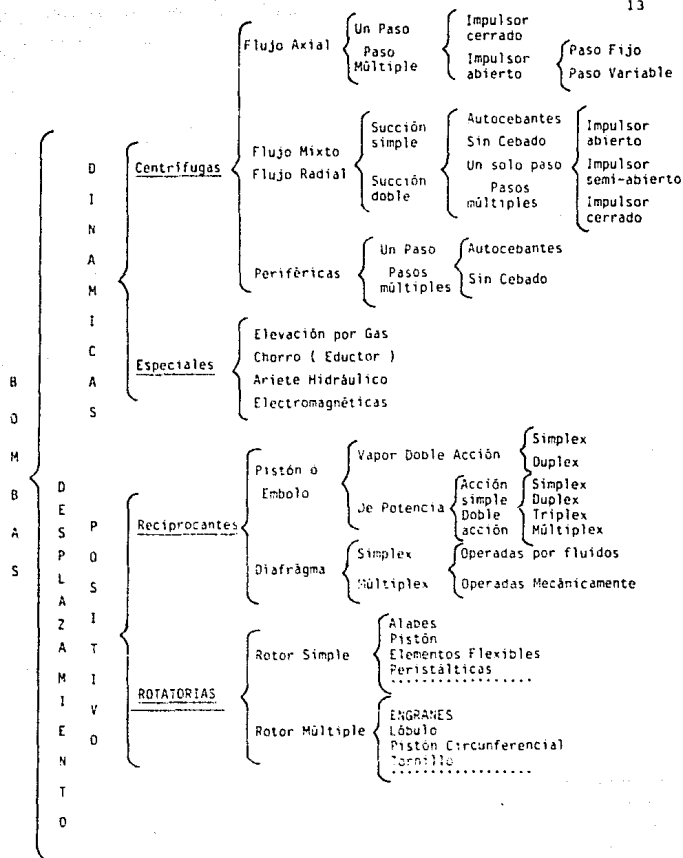 13
BOMBAS
DINAMICAS
Centrífugas
Flujo Axial
Un Paso
Paso
Múltiple
Impulsor
cerrado
Impulsor
abierto
Paso Fijo
Paso Variable
Flujo Mixto
Flujo Radial
Succión
simple
Succión
doble
Autocebantes
Sin Cebado
Un solo paso
Pasos
múltiples
Impulsor
abierto
Impulsor
semi-abierto
Impulsor
cerrado
Periféricas
Un Paso
Pasos
múltiples
Autocebantes
Sin Cebado
Especiales
Elevación por Gas
Chorro ( Eductor )
Ariete Hidráulico
Electromagnéticas
DESPLAZAMIENTO
POSITIVO
Reciprocantes
Pistón ó
Embolo
Vapor Doble Acción
Simplex
Duplex
De Potencia
Acción
simple
Doble
acción
Simplex
Duplex
Triplex
Múltiplex
Diafrágma
Simplex
Múltiplex
Operadas por fluidos
Operadas Mecánicamente
ROTATORIAS
Rotor Simple
Alabes
Pistón
Elementos Flexibles
Peristálticas
..................
Rotor Múltiple
ENGRANES
Lóbulo
Pistón Circunferencial
Tornillo
..................